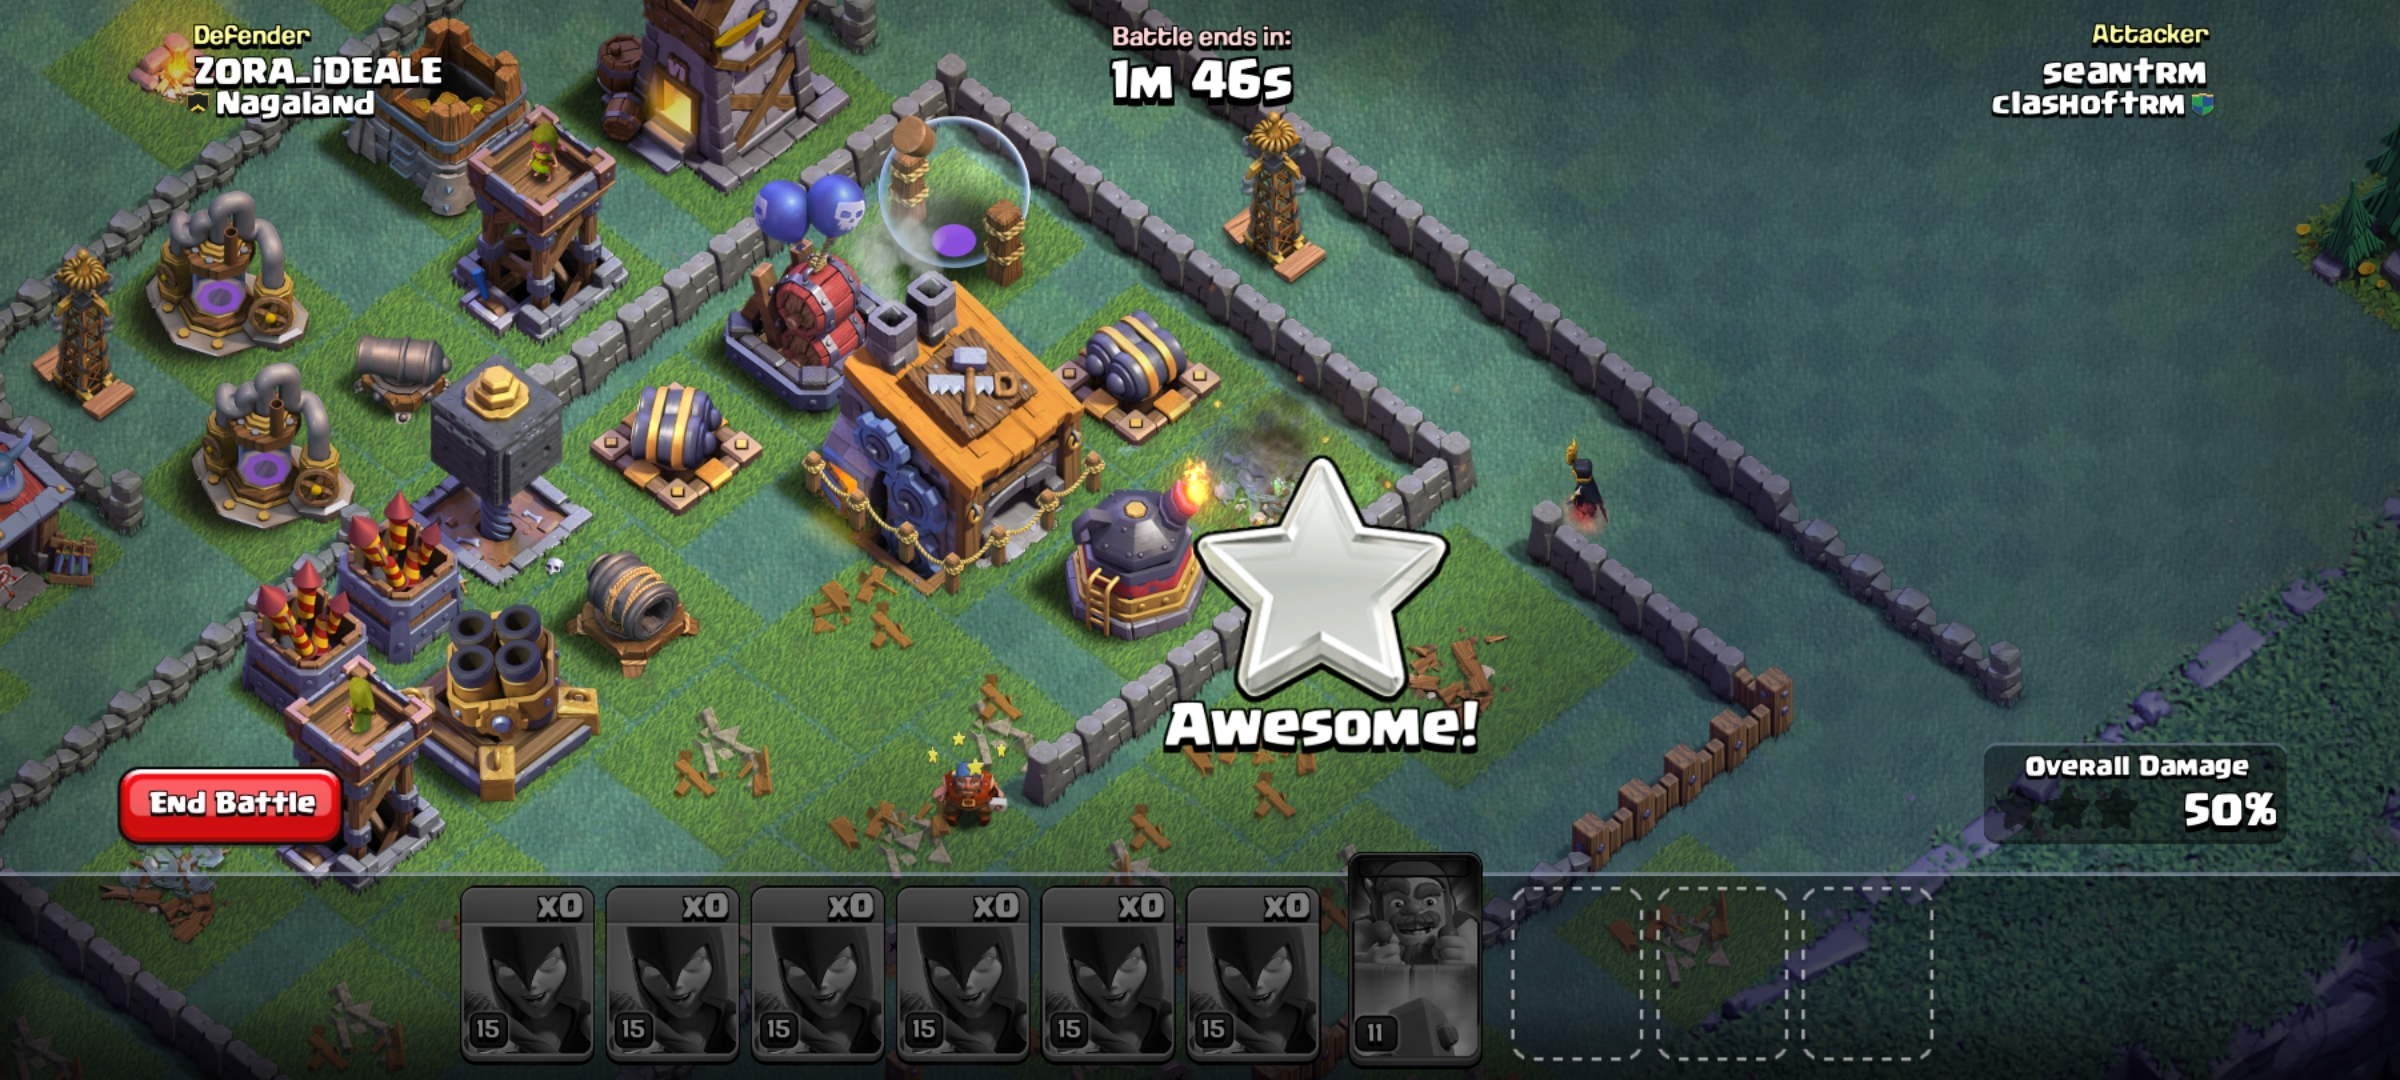 Defender
ZORA_iDEALE
Nagaland
Battle ends in:
1M 46s
Attacker
seantRM
clashoftRM
Awesome!
End Battle
Overall Damage
50%
x0
x0
x0
x0
x0
x0
15
15
15
15
15
15
11